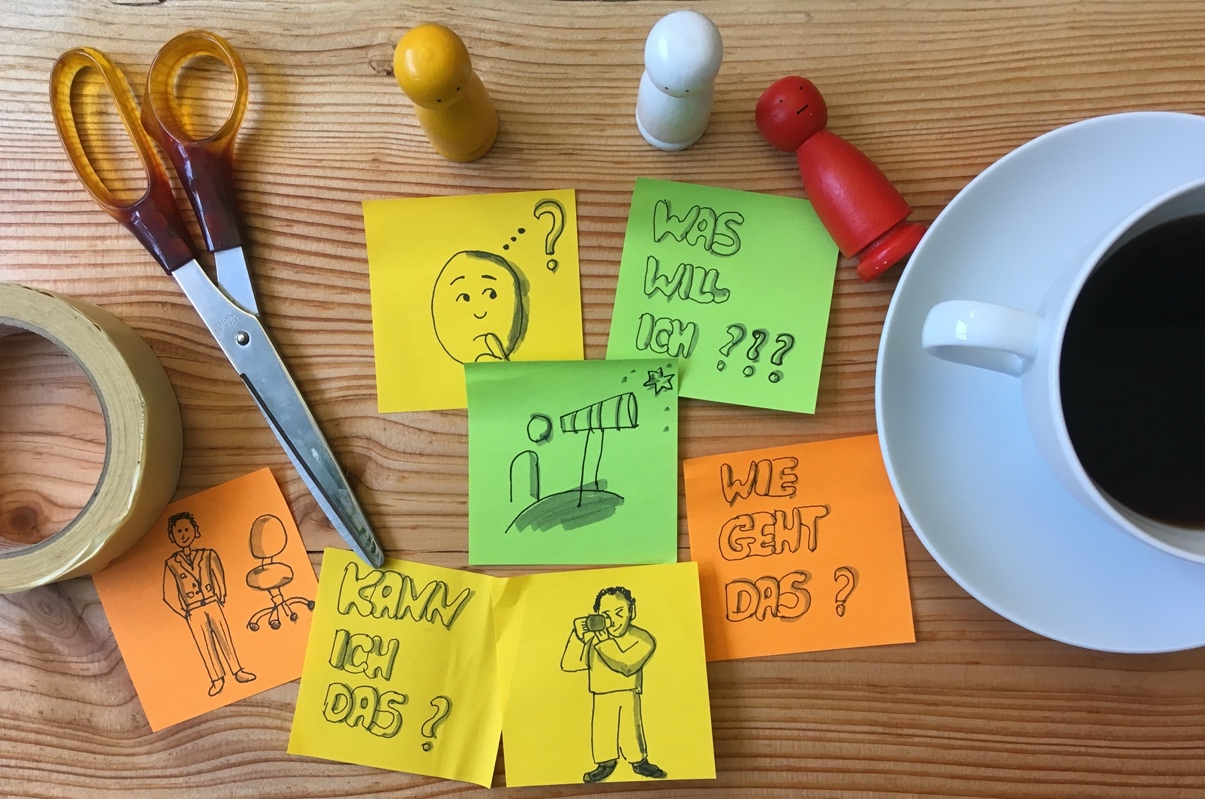 ?
WAS
WILL
ICH ???
WIE
GEHT
DAS ?
KANN
ICH
DAS ?